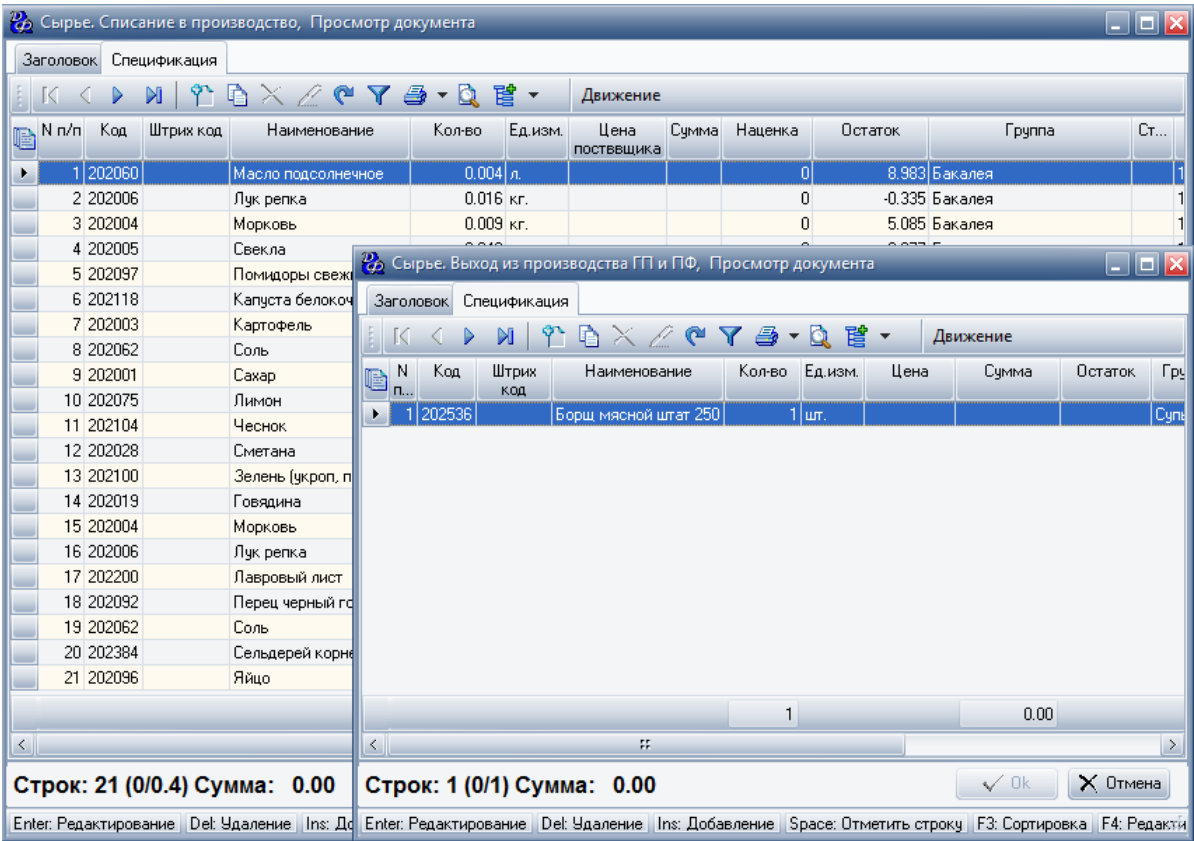 Сырье. Списание в производство, Просмотр документа
Заголовок Спецификация
Движение
N п/п Код Штрих код Наименование Кол-во Ед.изм. Цена поствщика Сумма Наценка Остаток Группа Ст...
1 202060 Масло подсолнечное 0.004 л. 0 8.983 Бакалея 1
2 202006 Лук репка 0.016 кг. 0 -0.335 Бакалея 1
3 202004 Морковь 0.009 кг. 0 5.085 Бакалея 1
4 202005 Свекла
5 202097 Помидоры
6 202118 Капуста
7 202003 Картофель
8 202062 Соль
9 202001 Сахар
10 202075 Лимон
11 202104 Чеснок
12 202028 Сметана
13 202100 Зелень (укроп, п
14 202019 Говядина
15 202004 Морковь
16 202006 Лук репка
17 202200 Лавровый лист
18 202092 Перец черный
19 202062 Соль
20 202384 Сельдерей
21 202096 Яйцо
Строк: 21 (0/0.4) Сумма: 0.00
Enter: Редактирование Del: Удаление Ins:
Сырье. Выход из производства ГП и ПФ, Просмотр документа
Заголовок Спецификация
Движение
N п... Код Штрих код Наименование Кол-во Ед.изм. Цена Сумма Остаток Гру
1 202536 Борщ мясной штат 250 1 шт. Супы
1 0.00
Строк: 1 (0/1) Сумма: 0.00
Ok Отмена
Enter: Редактирование Del: Удаление Ins: Добавление Space: Отметить строку F3: Сортировка F4: Редакти